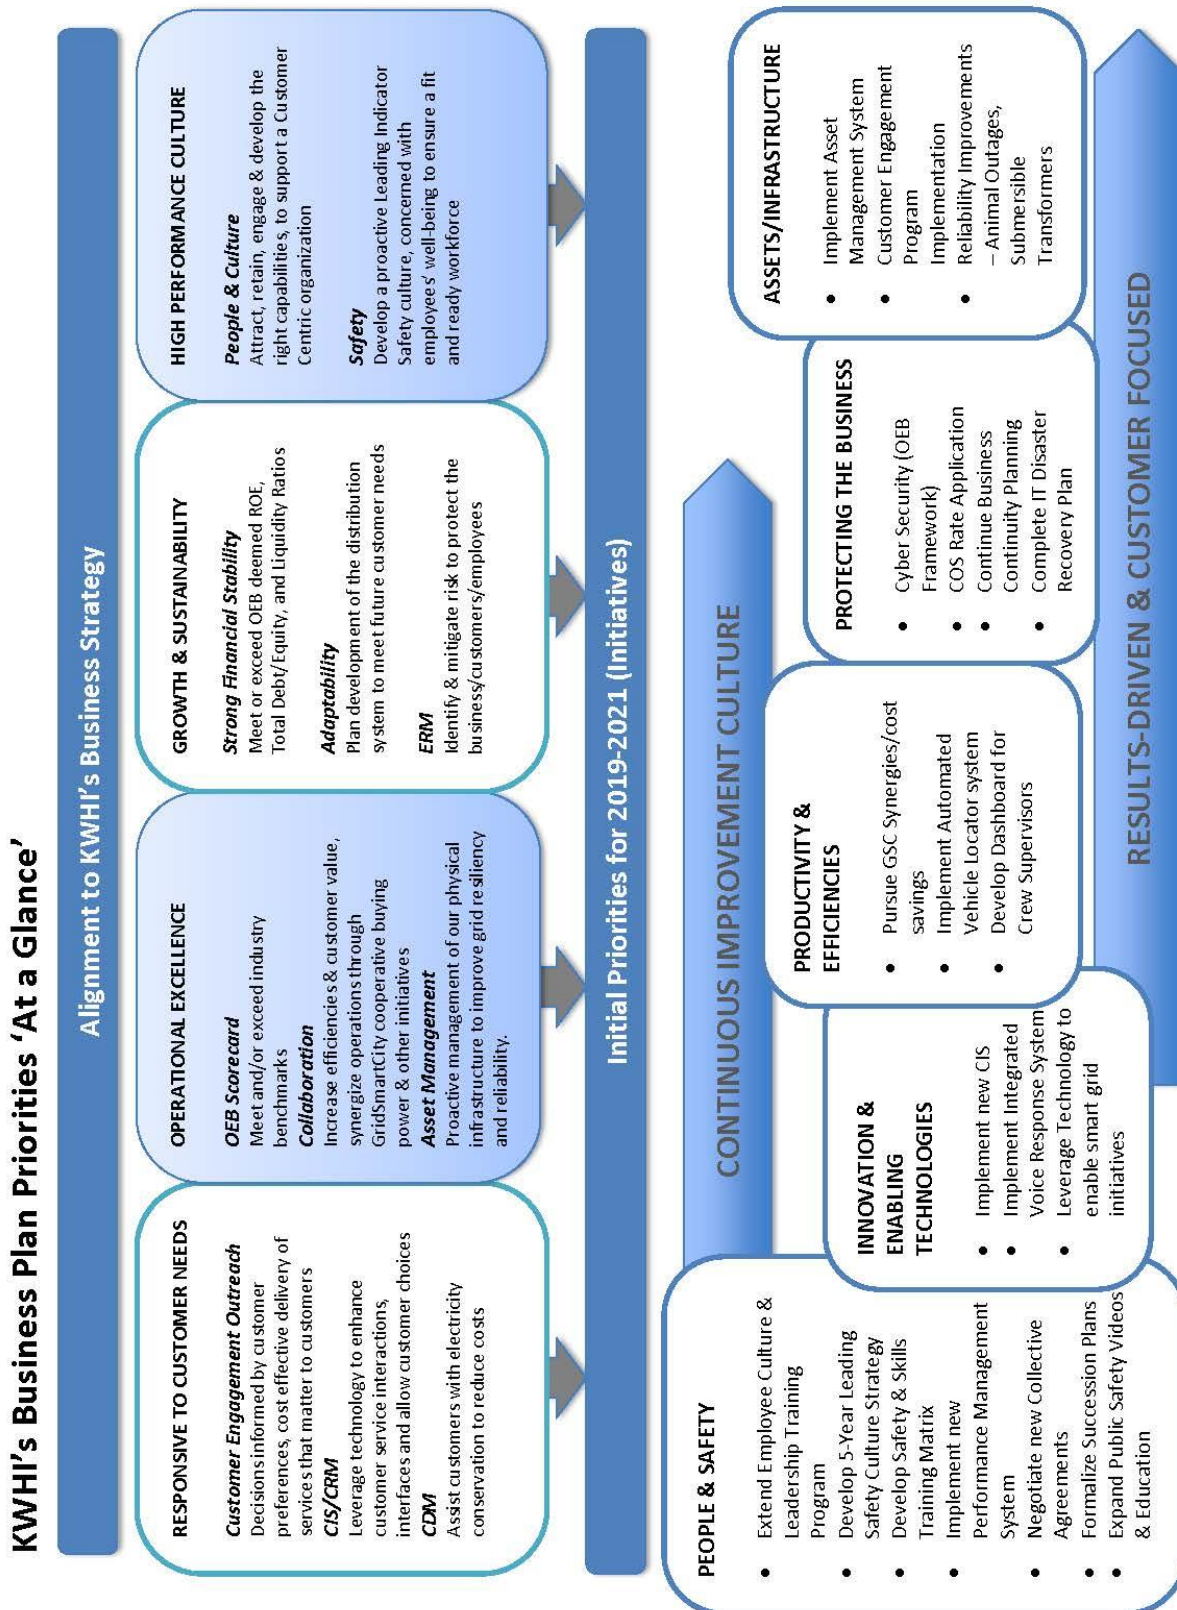 KWHI's Business Plan Priorities 'At a Glance'
Alignment to KWHI's Business Strategy
RESPONSIVE TO CUSTOMER NEEDS
Customer Engagement Outreach
Decisions informed by customer
preferences, cost effective delivery of
service that matter to customers
CIS/CRM
Leverage technology to enhance
customer service interactions,
interfaces and allow customer choices
CDM
Assist customers with electricity
conservation to reduce costs
OPERATIONAL EXCELLENCE
OEB Scorecard
Meet and/or exceed industry
benchmarks
Collaboration
Increase efficiencies & customer value,
synergize operations through
GridSmartCity cooperative buying
power & other initiatives
Asset Management
Proactive management of our physical
infrastructure to improve grid resiliency
and reliability.
GROWTH & SUSTAINABILITY
Strong Financial Stability
Meet or exceed OEB deemed ROE,
Total Debt/Equity, and Liquidity Ratios
Adaptability
Plan development of the distribution
system to meet future customer needs
ERM
Identify & mitigate risk to protect the
business/customers/employees
HIGH PERFORMANCE CULTURE
People & Culture
Attract, retain, engage & develop the
right capabilities, to support a Customer
Centric organization
Safety
Develop a proactive Leading Indicator
Safety culture, concerned with
employees' well-being to ensure a fit
and ready workforce
Initial Priorities for 2019-2021 (Initiatives)
CONTINUOUS IMPROVEMENT CULTURE
PEOPLE & SAFETY
• Extend Employee Culture &
Leadership Training
Program
• Develop 5-Year Leading
Safety Culture Strategy
• Develop Safety & Skills
Training Matrix
• Implement new
Performance Management
System
• Negotiate new Collective
Agreements
• Formalize Succession Plans
• Expand Public Safety Videos
& Education
INNOVATION &
ENABLING
TECHNOLOGIES
• Implement new CIS
• Implement Integrated
Voice Response System
• Leverage Technology to
enable smart grid
initiatives
PRODUCTIVITY &
EFFICIENCIES
• Pursue GSC Synergies/cost
savings
• Implement Automated
Vehicle Locator system
• Develop Dashboard for
Crew Supervisors
PROTECTING THE BUSINESS
• Cyber Security (OEB
Framework)
• COS Rate Application
• Continue Business
Continuity Planning
• Complete IT Disaster
Recovery Plan
ASSETS/INFRASTRUCTURE
• Implement Asset
Management System
• Customer Engagement
Program
Implementation
• Reliability Improvements
– Animal Outages,
Submersible
Transformers
RESULTS-DRIVEN & CUSTOMER FOCUSED